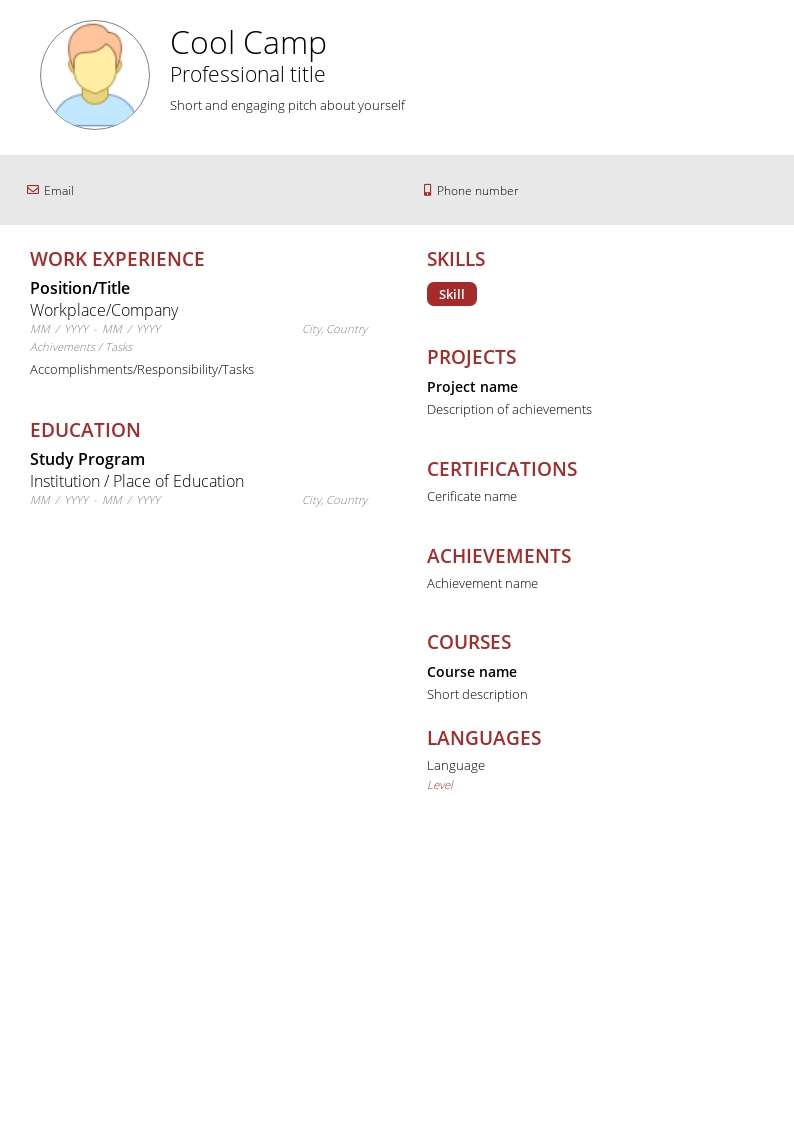 Cool Camp
Professional title
Short and engaging pitch about yourself
Email
Phone number
WORK EXPERIENCE
Position/Title
Workplace/Company
MM / YYYY - MM / YYYY
City, Country
Achivements / Tasks
Accomplishments/Responsibility/Tasks
EDUCATION
Study Program
Institution / Place of Education
MM / YYYY - MM / YYYY
City, Country
SKILLS
Skill
PROJECTS
Project name
Description of achievements
CERTIFICATIONS
Cerificate name
ACHIEVEMENTS
Achievement name
COURSES
Course name
Short description
LANGUAGES
Language
Level